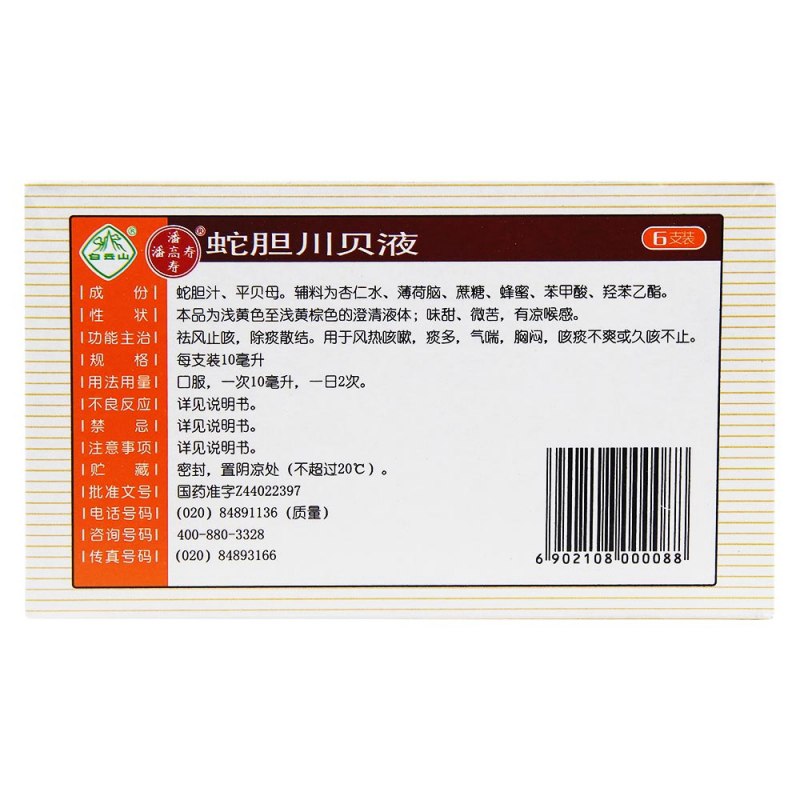 白云山® 潘高寿潘寿® 蛇胆川贝液 6支装
成份 蛇胆汁、平贝母。辅料为杏仁水、薄荷脑、蔗糖、蜂蜜、苯甲酸、羟苯乙酯。
性状 本品为浅黄色至浅黄棕色的澄清液体；味甜、微苦，有凉喉感。
功能主治 祛风止咳，除痰散结。用于风热咳嗽，痰多，气喘，胸闷，咳痰不爽或久咳不止。
规格 每支装10毫升
用法用量 口服，一次10毫升，一日2次。
不良反应 详见说明书。
禁忌 详见说明书。
注意事项 详见说明书。
贮藏 密封，置阴凉处（不超过20℃）。
批准文号 国药准字Z44022397
电话号码 (020) 84891136（质量）
咨询号码 400-880-3328
传真号码 (020) 84893166
6 902108 000088